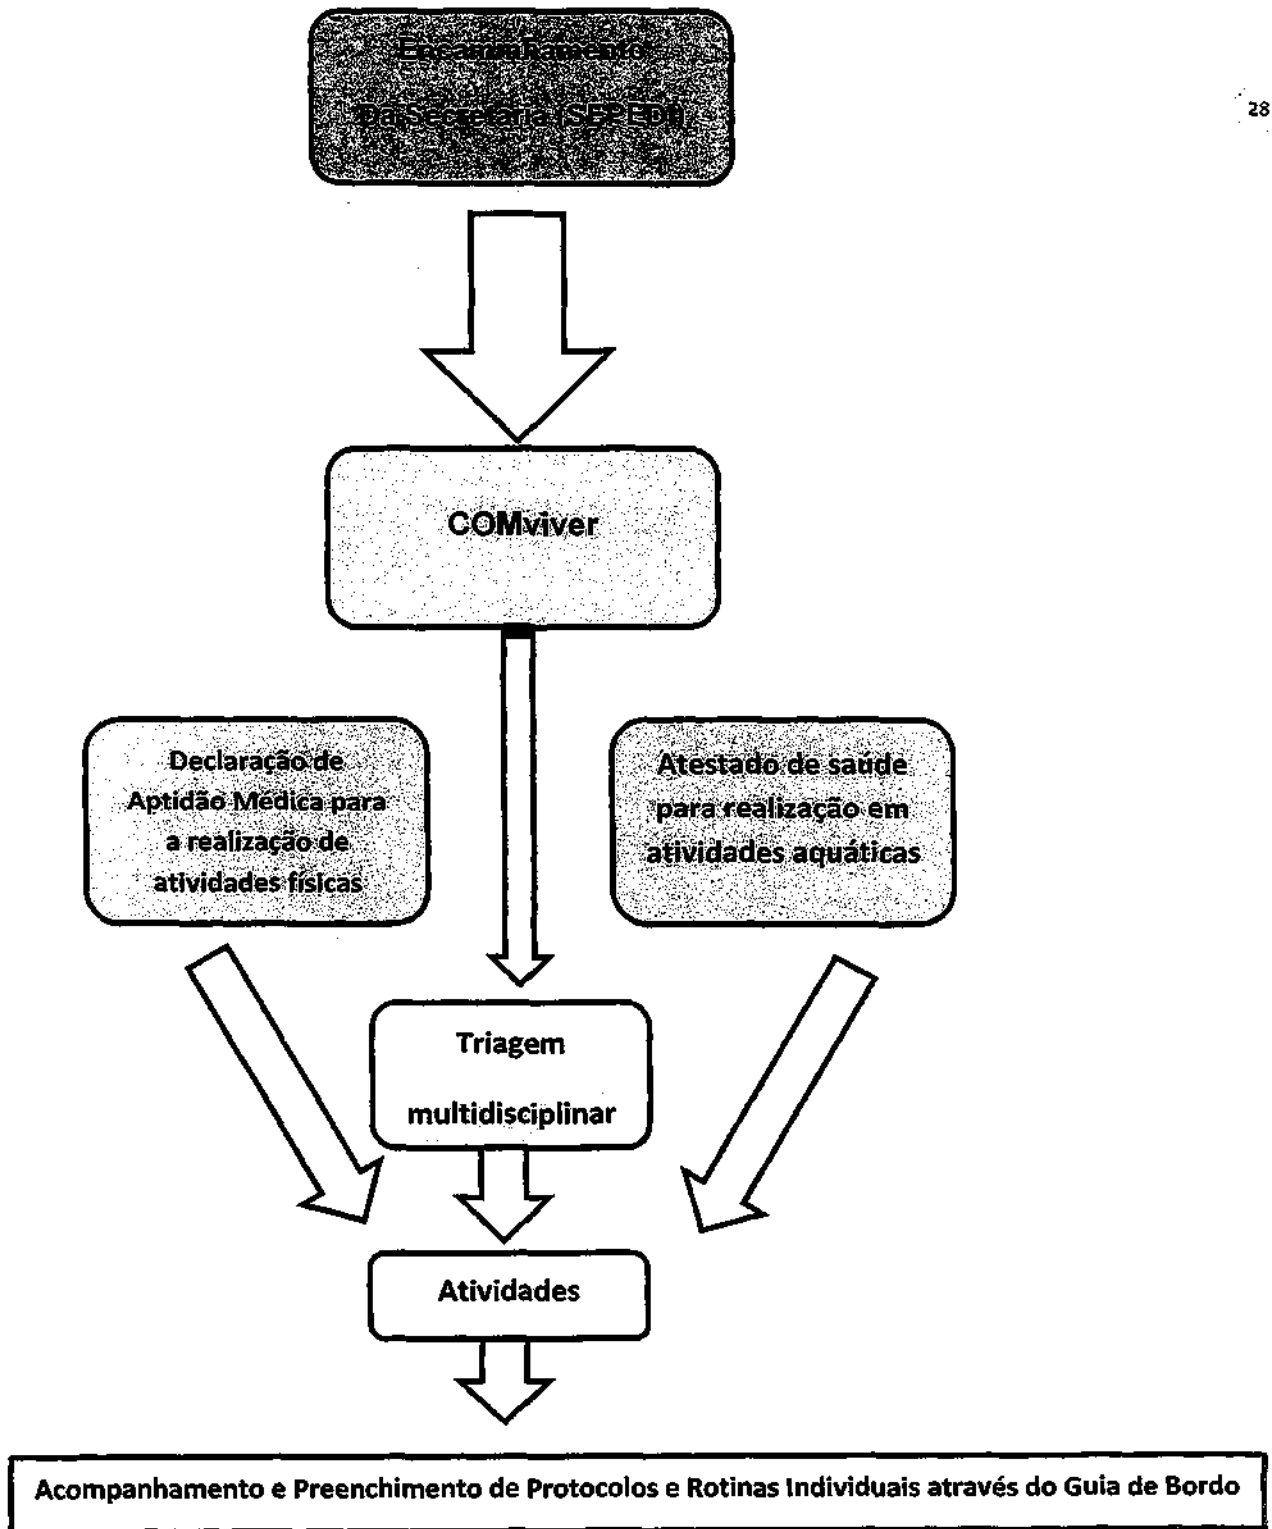 Encaminhamento
Da Secretaria (SEPEDI)
28
COMviver
Declaração de
Aptidão Médica para
a realização de
atividades físicas
Atestado de saúde
para realização em
atividades aquáticas
Triagem
multidisciplinar
Atividades
Acompanhamento e Preenchimento de Protocolos e Rotinas Individuais através do Guia de Bordo